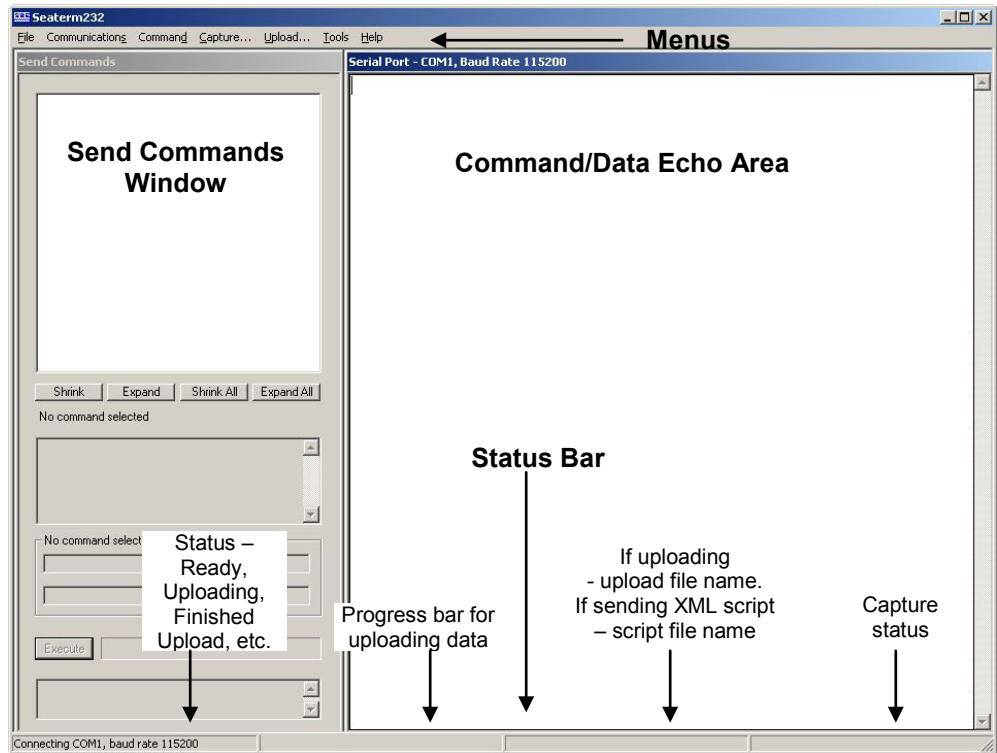 Seaterm232
File Communications Command Capture... Upload... Tools Help
Menus
Send Commands
Serial Port - COM1, Baud Rate 115200
Send Commands
Window
Command/Data Echo Area
Shrink Expand Shrink All Expand All
No command selected
Status Bar
No command selec
Status –
Ready,
Uploading,
Finished
Upload, etc.
Progress bar for
uploading data
If uploading
- upload file name.
If sending XML script
– script file name
Capture
status
Execute
Connecting COM1, baud rate 115200